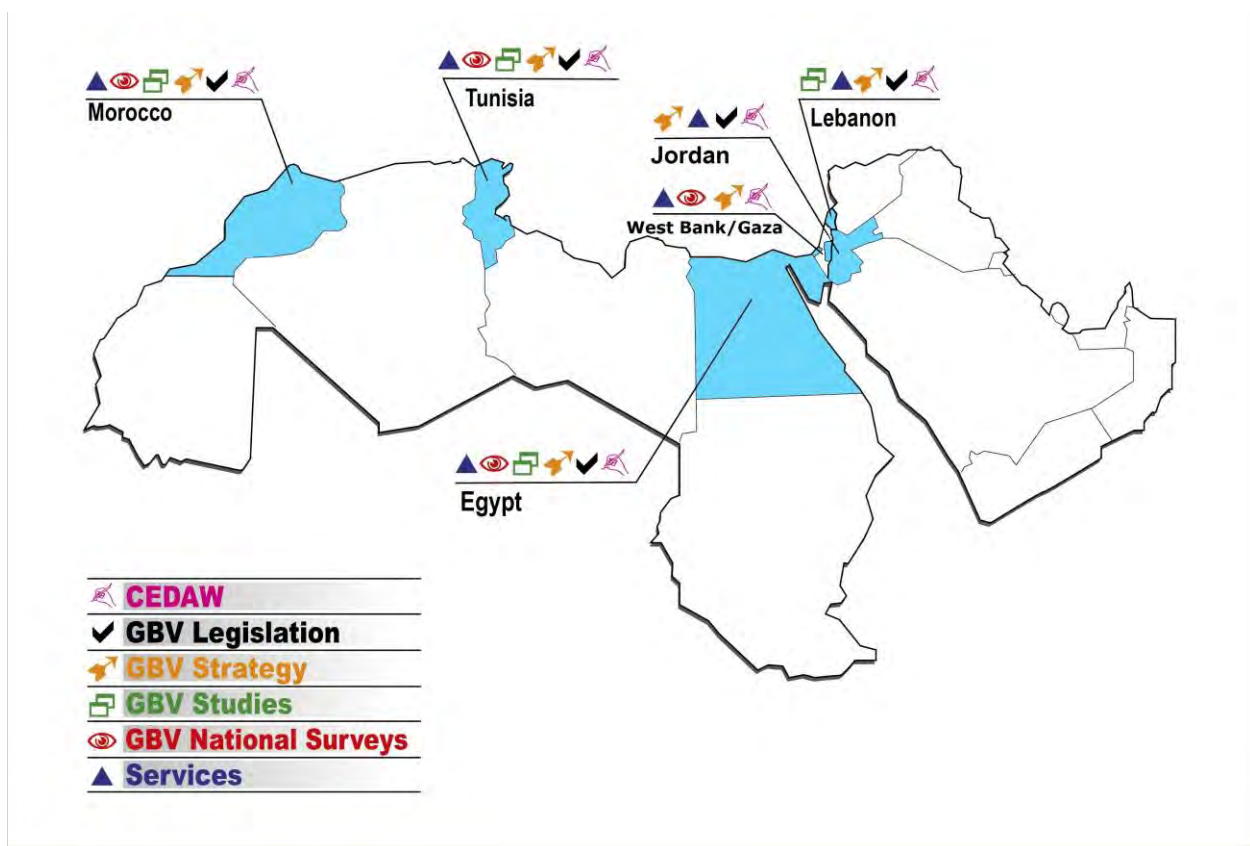 Morocco
Tunisia
Lebanon
Jordan
West Bank/Gaza
Egypt
CEDAW
GBV Legislation
GBV Strategy
GBV Studies
GBV National Surveys
Services